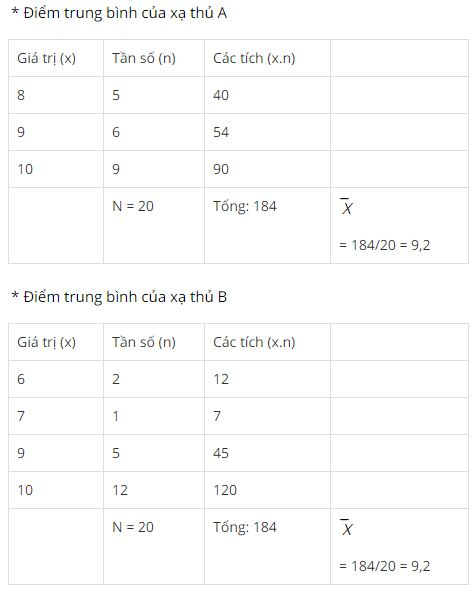 * Điểm trung bình của xạ thủ A
Giá trị (x) Tần số (n) Các tích (x.n)
8 5 40
9 6 54
10 9 90
N = 20 Tổng: 184 X̅
= 184/20 = 9,2
* Điểm trung bình của xạ thủ B
Giá trị (x) Tần số (n) Các tích (x.n)
6 2 12
7 1 7
9 5 45
10 12 120
N = 20 Tổng: 184 X̅
= 184/20 = 9,2